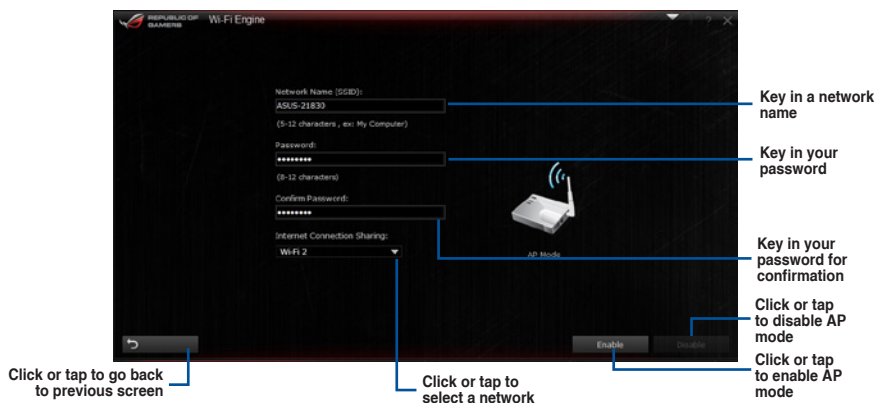 REPUBLIC OF
GAMERS
Wi-Fi Engine
?
Network Name (SSID):
ASUS-21830
(5-12 characters , ex: My Computer)
Password:
(8-12 characters)
Confirm Password:
Internet Connection Sharing:
Wi-Fi 2
AP Mode
Enable
Disable
Key in a network
name
Key in your
password
Key in your
password for
confirmation
Click or tap
to disable AP
mode
Click or tap
to enable AP
mode
Click or tap to go back
to previous screen
Click or tap to
select a network